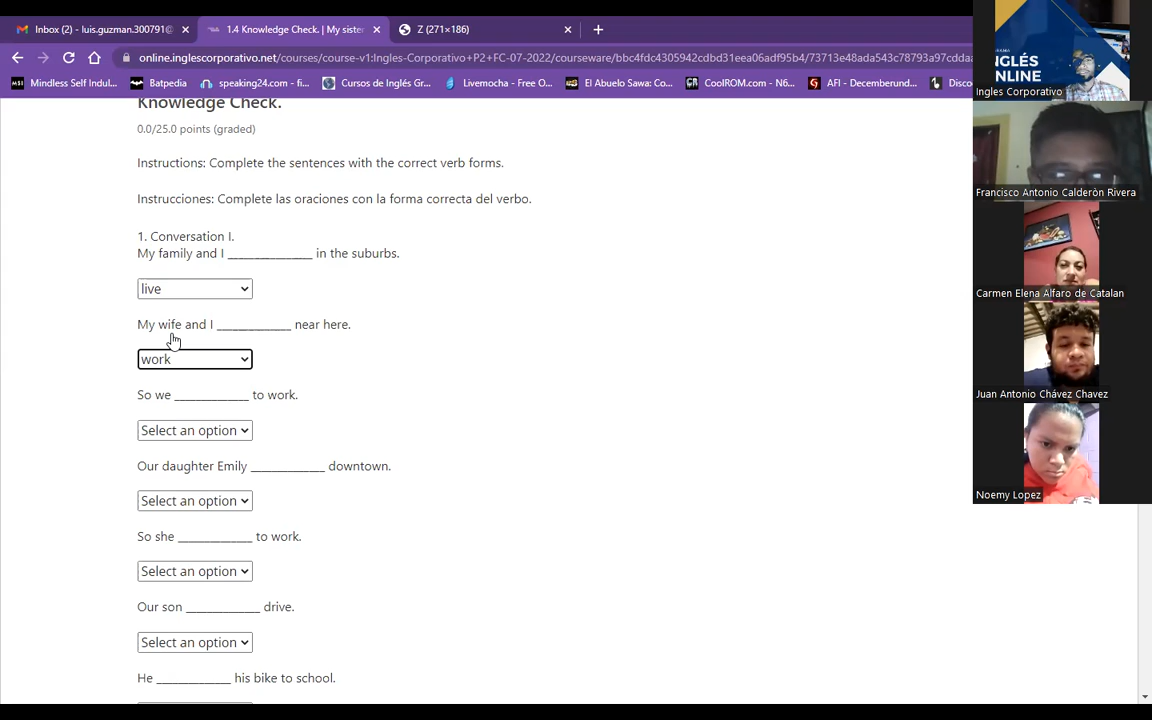 Inbox (2) - luis.guzman.300791@
1.4 Knowledge Check. | My sister
Z (271×186)
online.inglescorporativo.net/courses/course-v1:Ingles-Corporativo+P2+FC-07-2022/courseware/bbc4fdc4305942cdbd31eea06adf95b4/73713e48ada543c78793a97cddaa
Mindless Self Indul...
Batpedia
speaking24.com - fi...
Cursos de Inglés Gr...
Livemocha - Free O...
El Abuelo Sawa: Co...
CoolROM.com - N6...
AFI - Decemberund...
Disco
Knowledge Check.
0.0/25.0 points (graded)
Instructions: Complete the sentences with the correct verb forms.
Instrucciones: Complete las oraciones con la forma correcta del verbo.
1. Conversation I.
My family and I ______________ in the suburbs.
live
My wife and I ____________ near here.
work
So we ____________ to work.
Select an option
Our daughter Emily ____________ downtown.
Select an option
So she ____________ to work.
Select an option
Our son ____________ drive.
Select an option
He ____________ his bike to school.
NGLÉS
ONLINE
Ingles Corporativo
Francisco Antonio Calderòn Rivera
Carmen Elena Alfaro de Catalan
Juan Antonio Chávez Chavez
Noemy Lopez